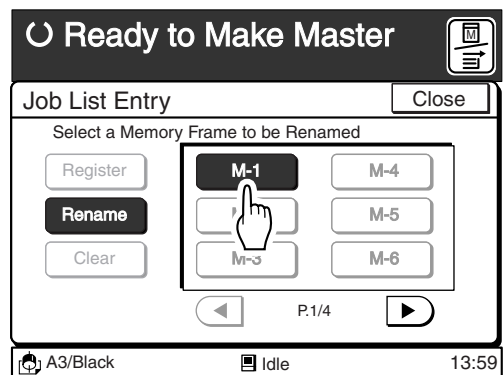 Ready to Make Master
M
Job List Entry
Close
Select a Memory Frame to be Renamed
Register
M-1
M-4
Rename
M-5
Clear
M-3
M-6
P.1/4
A3/Black
Idle
13:59